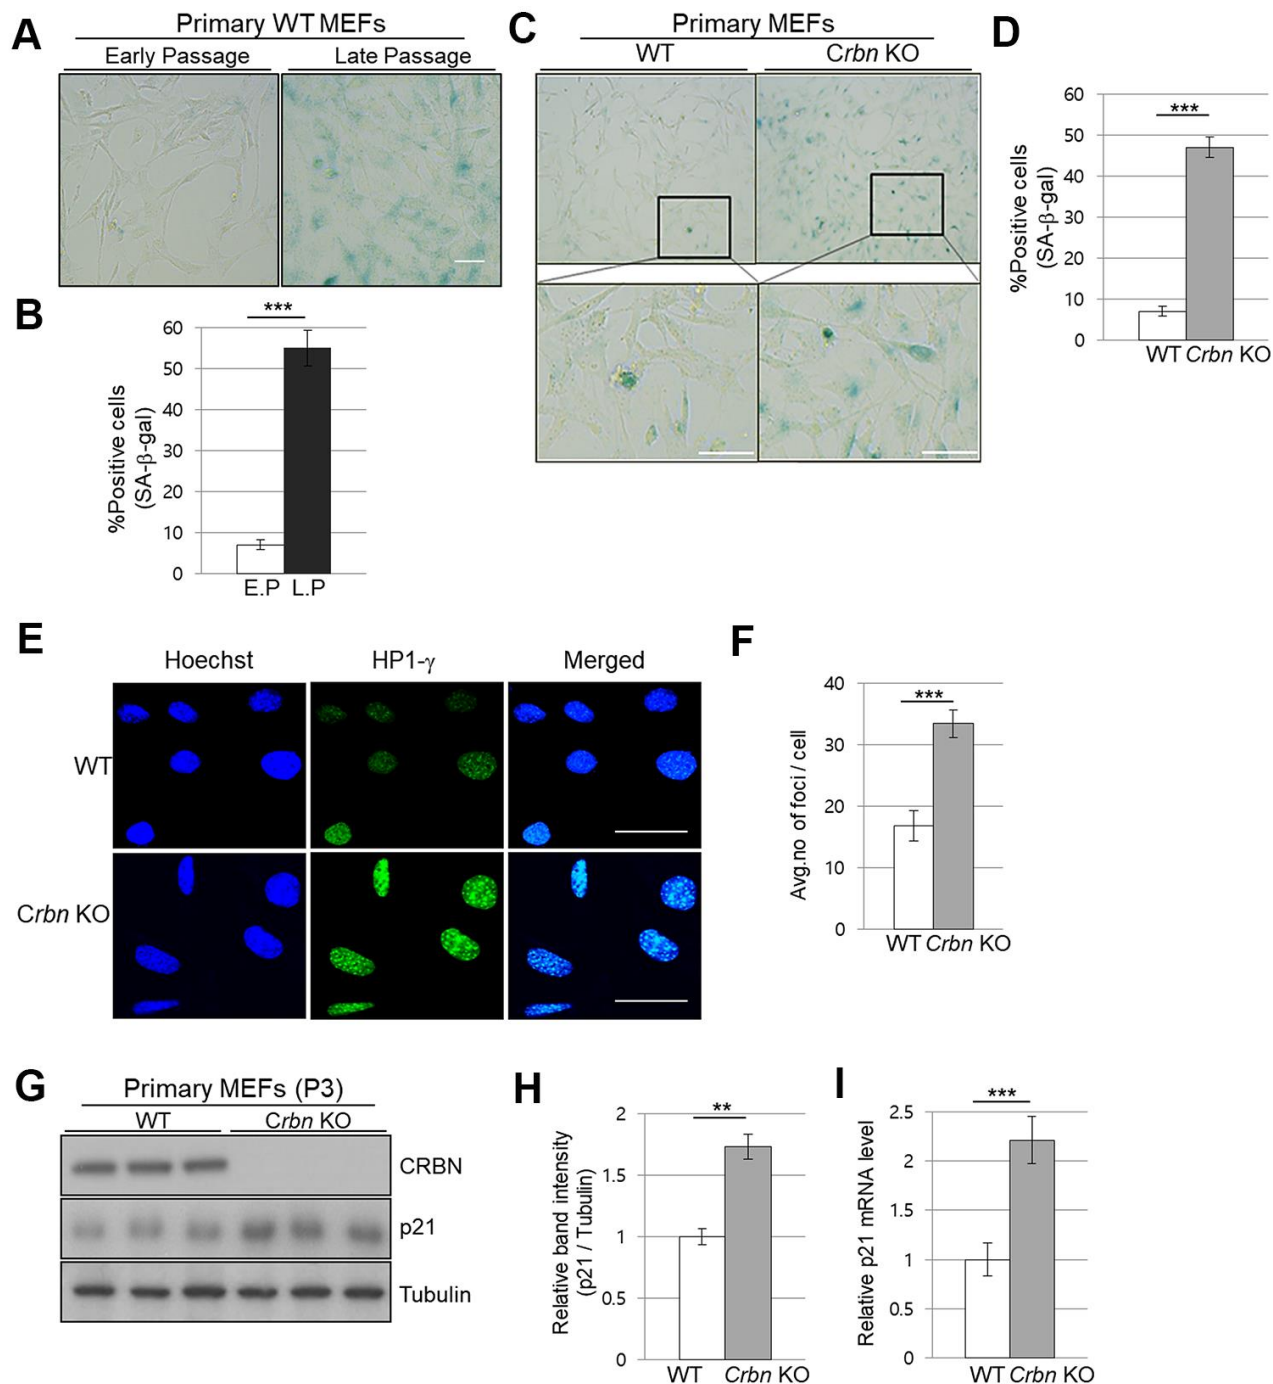 A
Primary WT MEFs
Early Passage
Late Passage
B
***
60
50
40
30
20
10
0
%Positive cells
(SA-β-gal)
E.P L.P
C
Primary MEFs
WT
Crbn KO
D
***
60
50
40
30
20
10
0
%Positive cells
(SA-β-gal)
WT Crbn KO
E
Hoechst
HP1-γ
Merged
WT
Crbn KO
F
***
40
30
20
10
0
Avg.no of foci / cell
WT Crbn KO
G
Primary MEFs (P3)
WT
Crbn KO
CRBN
p21
Tubulin
H
**
2
1.5
1
0.5
0
Relative band intensity
(p21 / Tubulin)
WT Crbn KO
I
***
2.5
2
1.5
1
0.5
0
Relative p21 mRNA level
WT Crbn KO